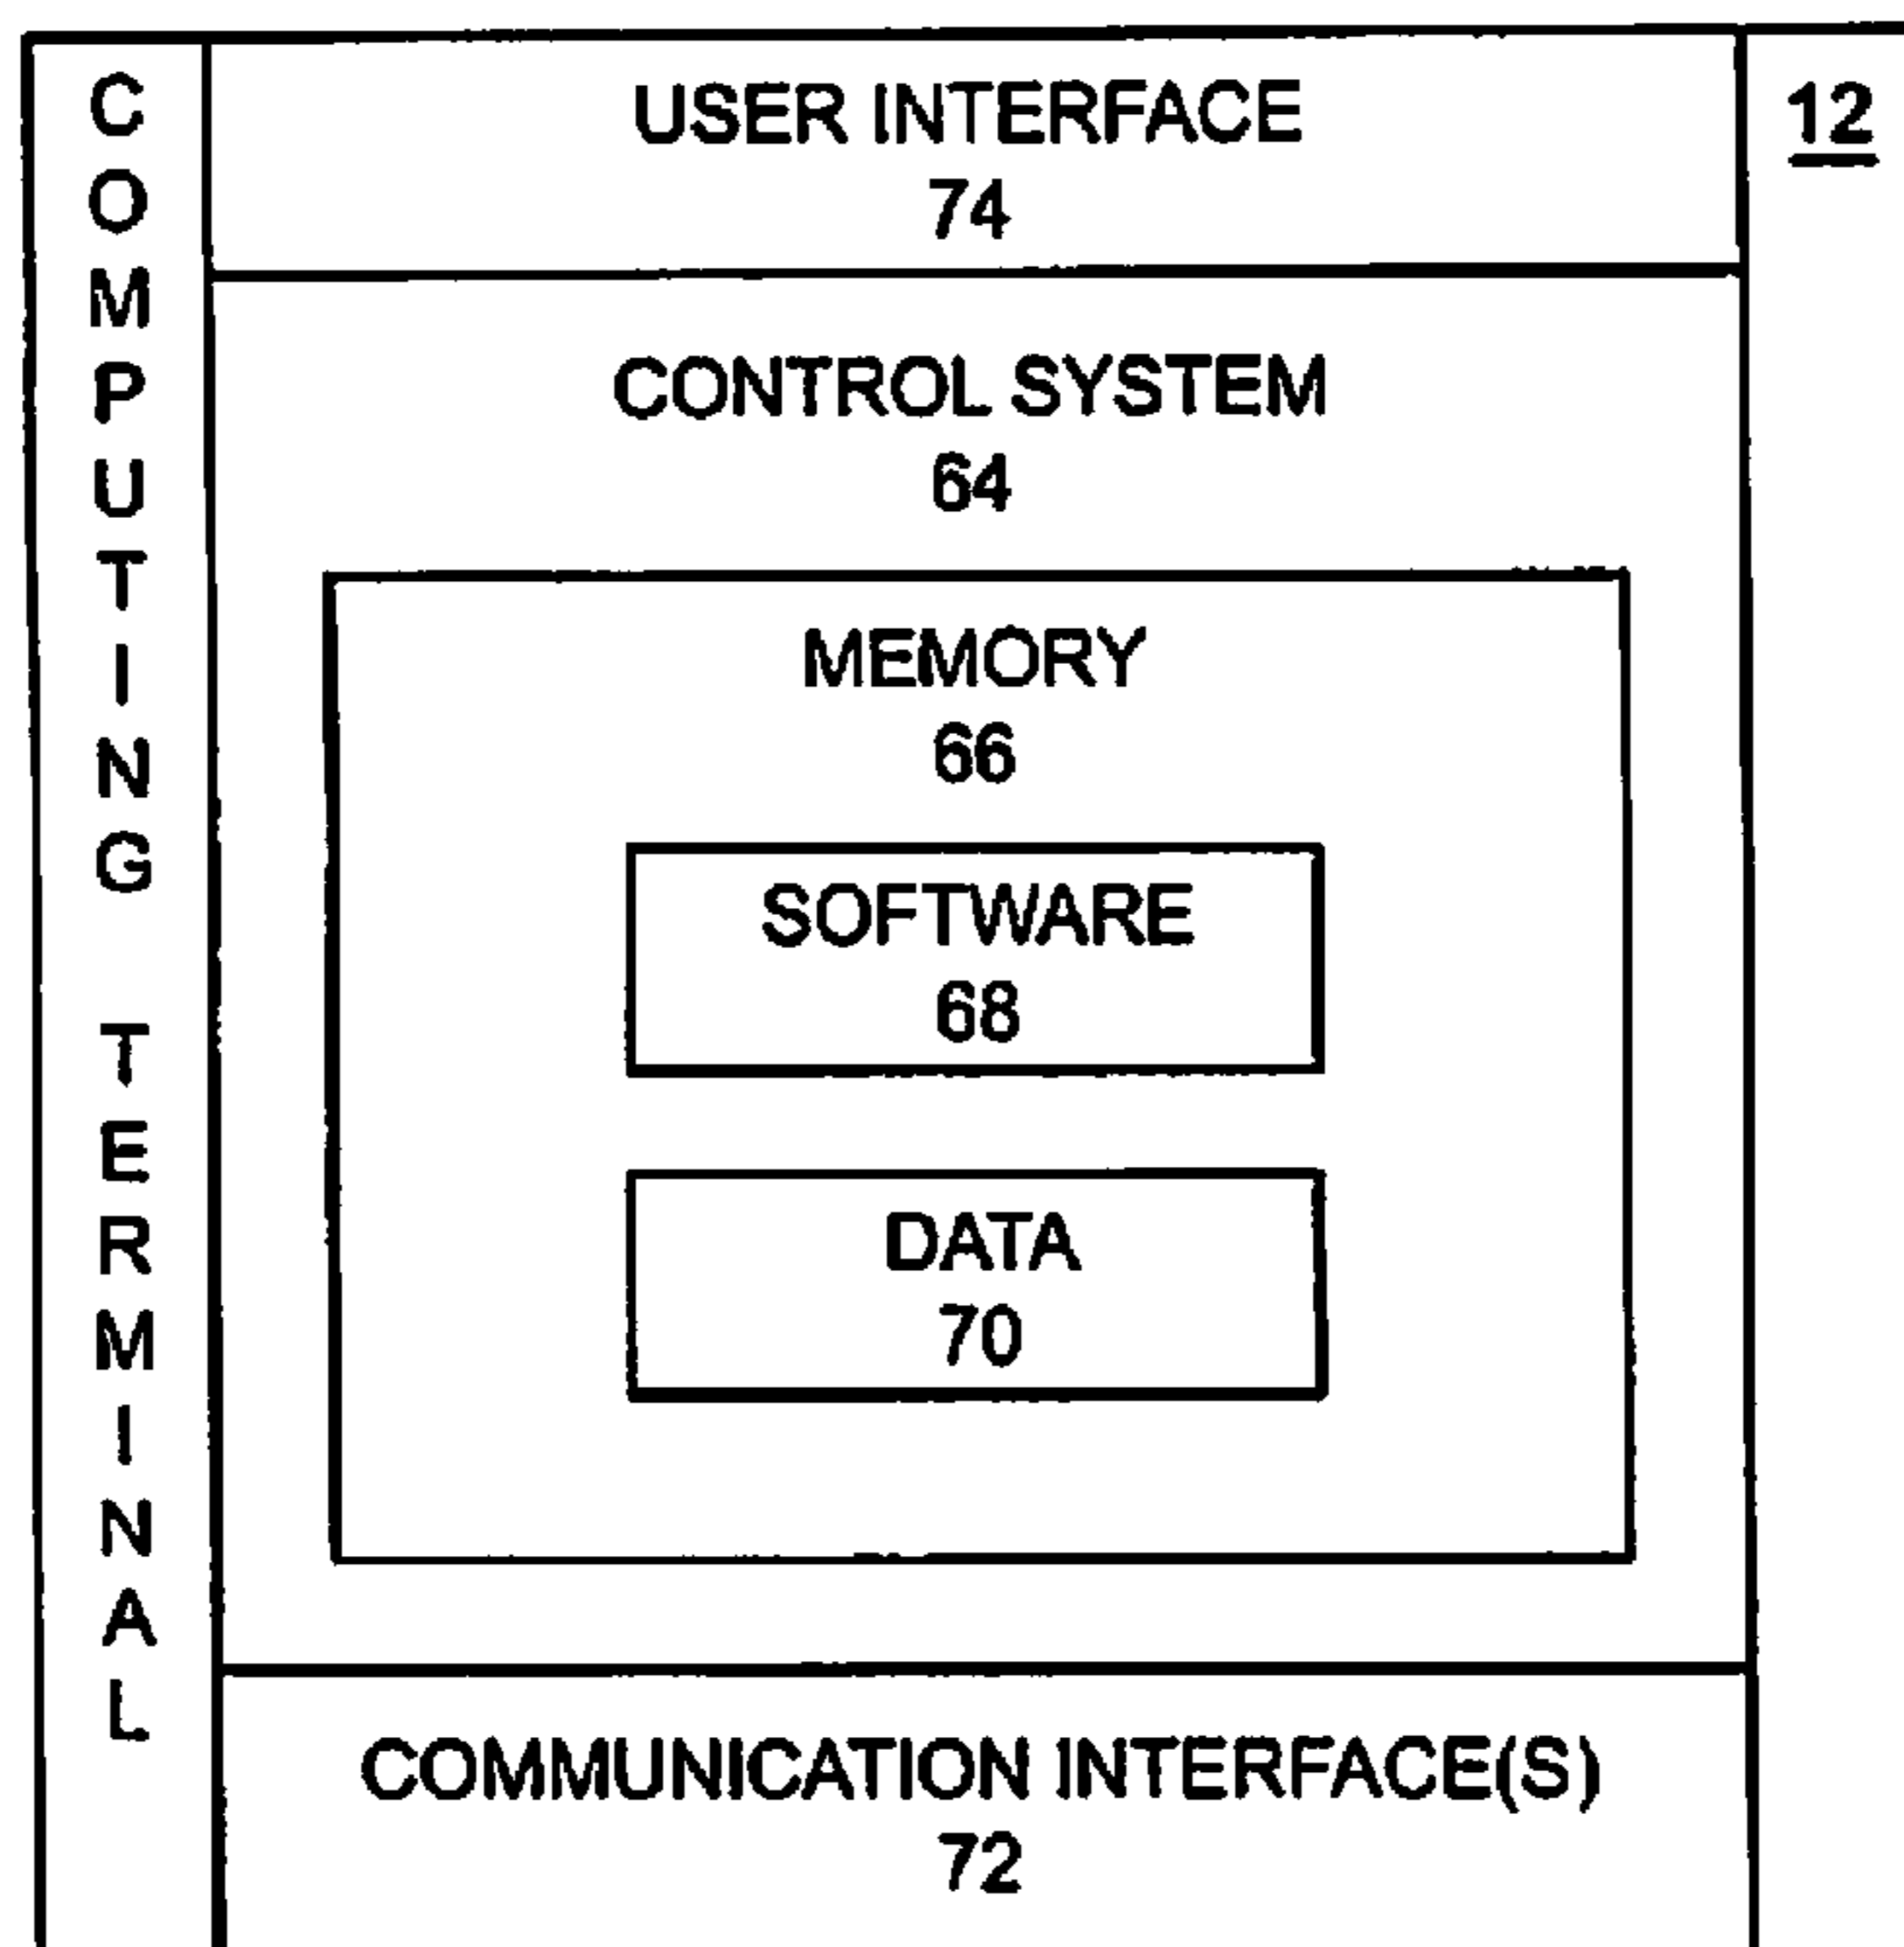 COMPUTING TERMINAL
USER INTERFACE
74
12
CONTROL SYSTEM
64
MEMORY
66
SOFTWARE
68
DATA
70
COMMUNICATION INTERFACE(S)
72